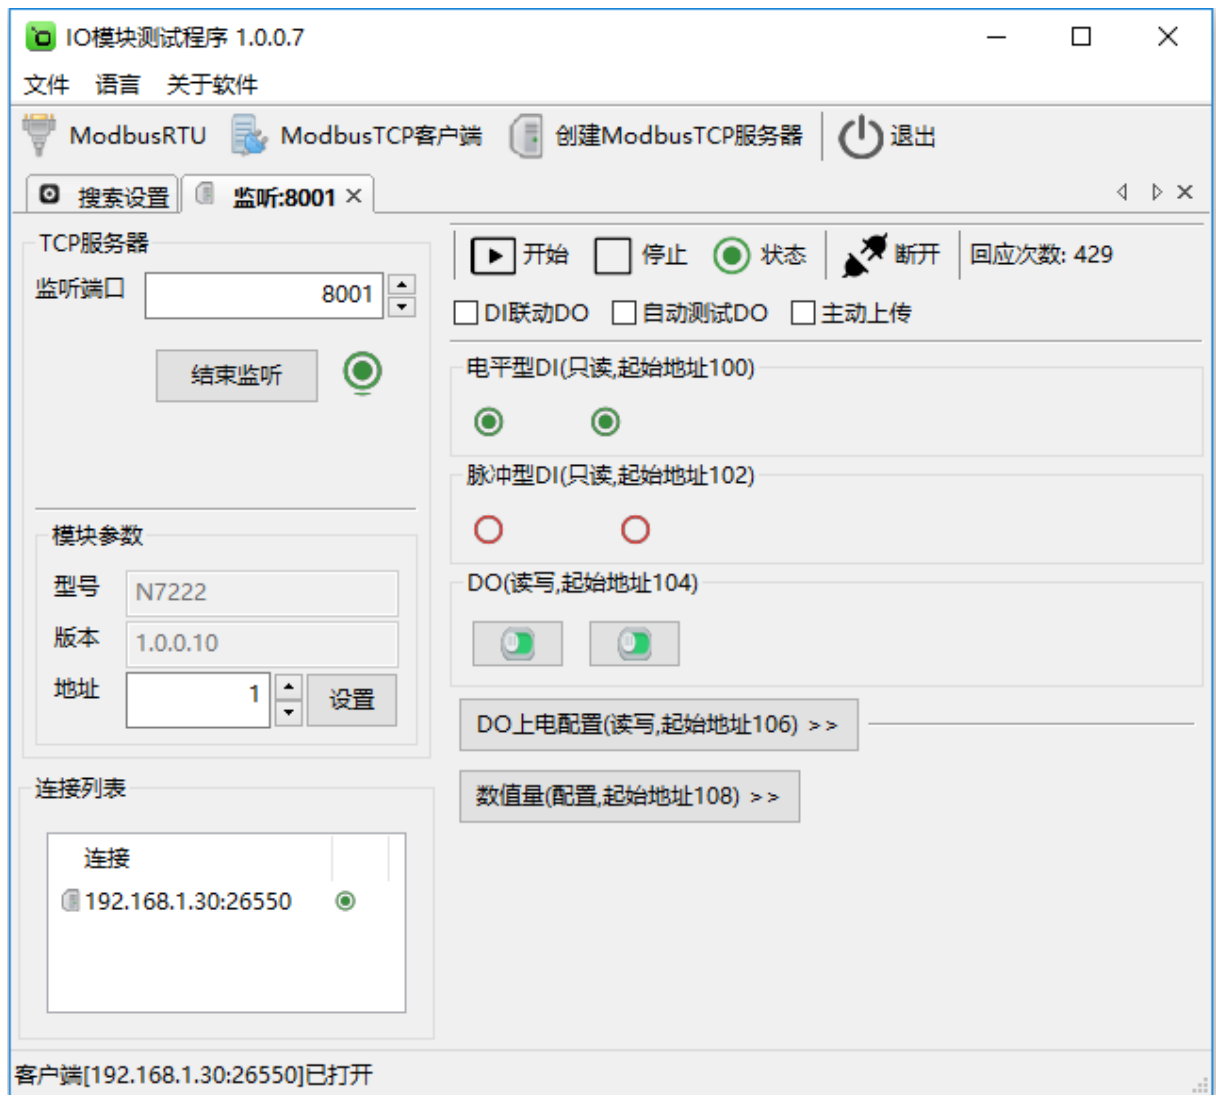 IO模块测试程序 1.0.0.7
文件 语言 关于软件
ModbusRTU ModbusTCP客户端 创建ModbusTCP服务器 退出
搜索设置 监听:8001
TCP服务器
监听端口 8001
结束监听
模块参数
型号 N7222
版本 1.0.0.10
地址 1 设置
连接列表
连接
192.168.1.30:26550
开始 停止 状态 断开 回应次数: 429
DI联动DO 自动测试DO 主动上传
电平型DI(只读,起始地址100)
脉冲型DI(只读,起始地址102)
DO(读写,起始地址104)
DO上电配置(读写,起始地址106) >>
数值量(配置,起始地址108) >>
客户端[192.168.1.30:26550]已打开